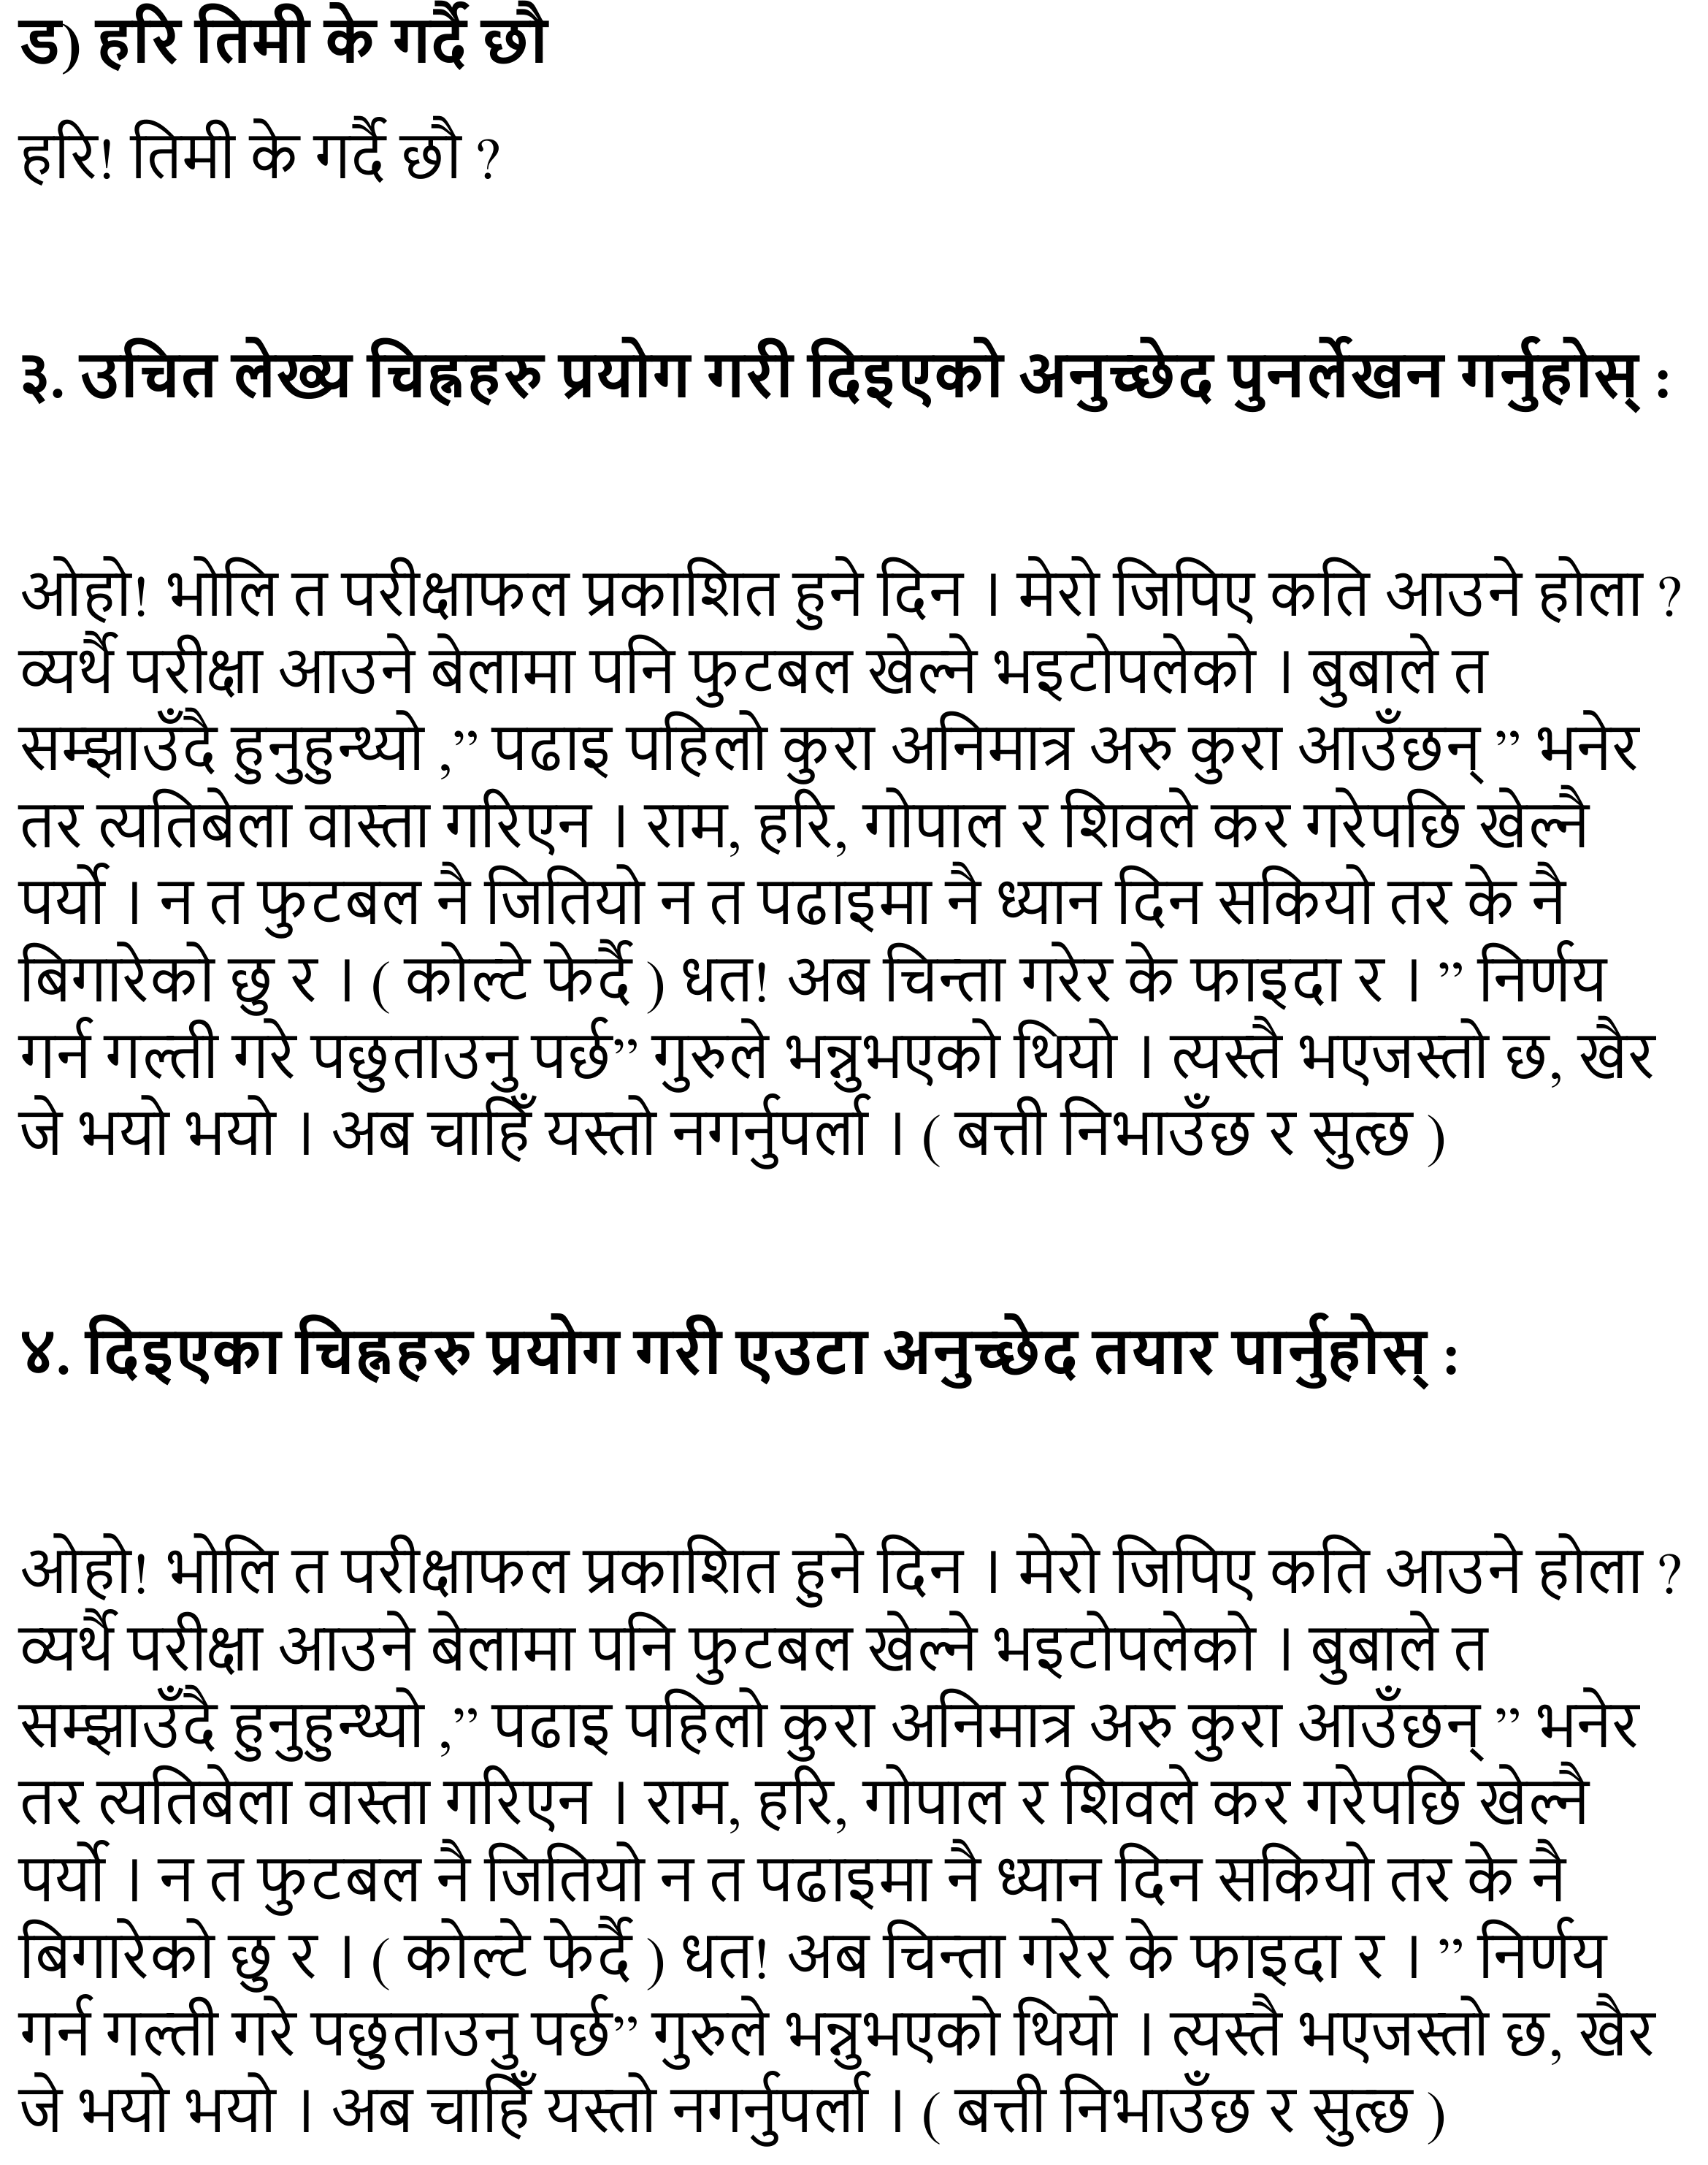 ड) हरि तिमी के गर्दै छौ
हरि! तिमी के गर्दै छौ ?
३. उचित लेख्य चिह्नहरु प्रयोग गरी दिइएको अनुच्छेद पुनर्लेखन गर्नुहोस् :
ओहो! भोलि त परीक्षाफल प्रकाशित हुने दिन । मेरो जिपिए कति आउने होला ?
व्यर्थै परीक्षा आउने बेलामा पनि फुटबल खेल्ने भइटोपलेको । बुबाले त
सम्झाउँदै हुनुहुन्थ्यो ,” पढाइ पहिलो कुरा अनिमात्र अरु कुरा आउँछन् ” भनेर
तर त्यतिबेला वास्ता गरिएन । राम, हरि, गोपाल र शिवले कर गरेपछि खेल्नै
पर्यो । न त फुटबल नै जितियो न त पढाइमा नै ध्यान दिन सकियो तर के नै
बिगारेको छु र । ( कोल्टे फेर्दै ) धत! अब चिन्ता गरेर के फाइदा र । ” निर्णय
गर्न गल्ती गरे पछुताउनु पर्छ” गुरुले भन्नुभएको थियो । त्यस्तै भएजस्तो छ, खैर
जे भयो भयो । अब चाहिँ यस्तो नगर्नुपर्ला । ( बत्ती निभाउँछ र सुत्छ )
४. दिइएका चिह्नहरु प्रयोग गरी एउटा अनुच्छेद तयार पार्नुहोस् :
ओहो! भोलि त परीक्षाफल प्रकाशित हुने दिन । मेरो जिपिए कति आउने होला ?
व्यर्थै परीक्षा आउने बेलामा पनि फुटबल खेल्ने भइटोपलेको । बुबाले त
सम्झाउँदै हुनुहुन्थ्यो ,” पढाइ पहिलो कुरा अनिमात्र अरु कुरा आउँछन् ” भनेर
तर त्यतिबेला वास्ता गरिएन । राम, हरि, गोपाल र शिवले कर गरेपछि खेल्नै
पर्यो । न त फुटबल नै जितियो न त पढाइमा नै ध्यान दिन सकियो तर के नै
बिगारेको छु र । ( कोल्टे फेर्दै ) धत! अब चिन्ता गरेर के फाइदा र । ” निर्णय
गर्न गल्ती गरे पछुताउनु पर्छ” गुरुले भन्नुभएको थियो । त्यस्तै भएजस्तो छ, खैर
जे भयो भयो । अब चाहिँ यस्तो नगर्नुपर्ला । ( बत्ती निभाउँछ र सुत्छ )